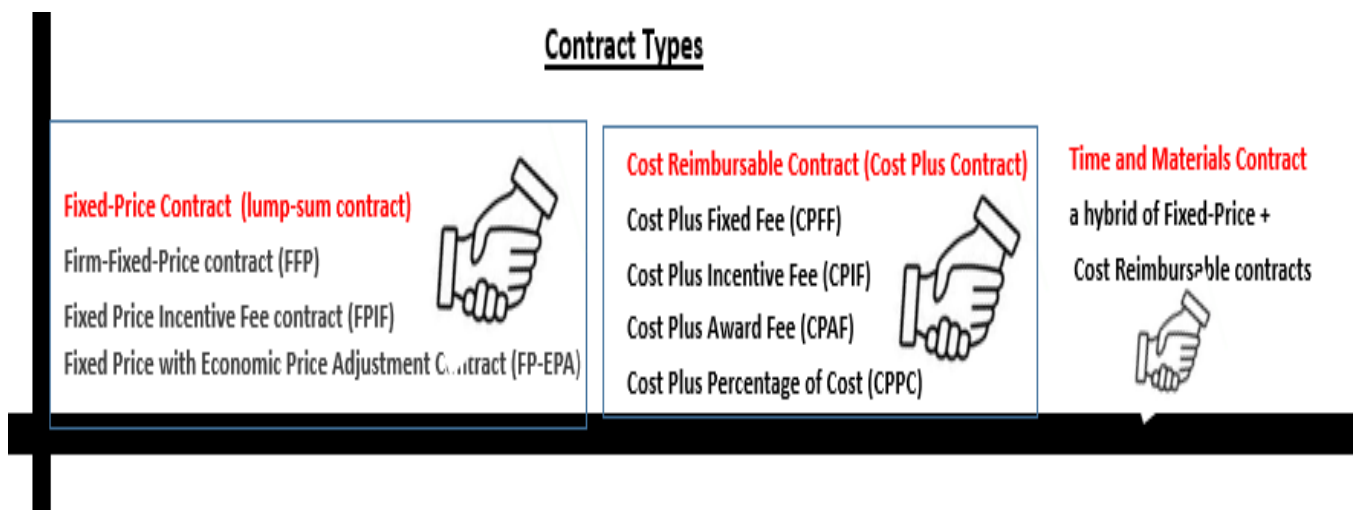 Contract Types
Fixed-Price Contract (lump-sum contract)
Firm-Fixed-Price contract (FFP)
Fixed Price Incentive Fee contract (FPIF)
Fixed Price with Economic Price Adjustment Contract (FP-EPA)
Cost Reimbursable Contract (Cost Plus Contract)
Cost Plus Fixed Fee (CPFF)
Cost Plus Incentive Fee (CPIF)
Cost Plus Award Fee (CPAF)
Cost Plus Percentage of Cost (CPPC)
Time and Materials Contract
a hybrid of Fixed-Price +
Cost Reimbursable contracts